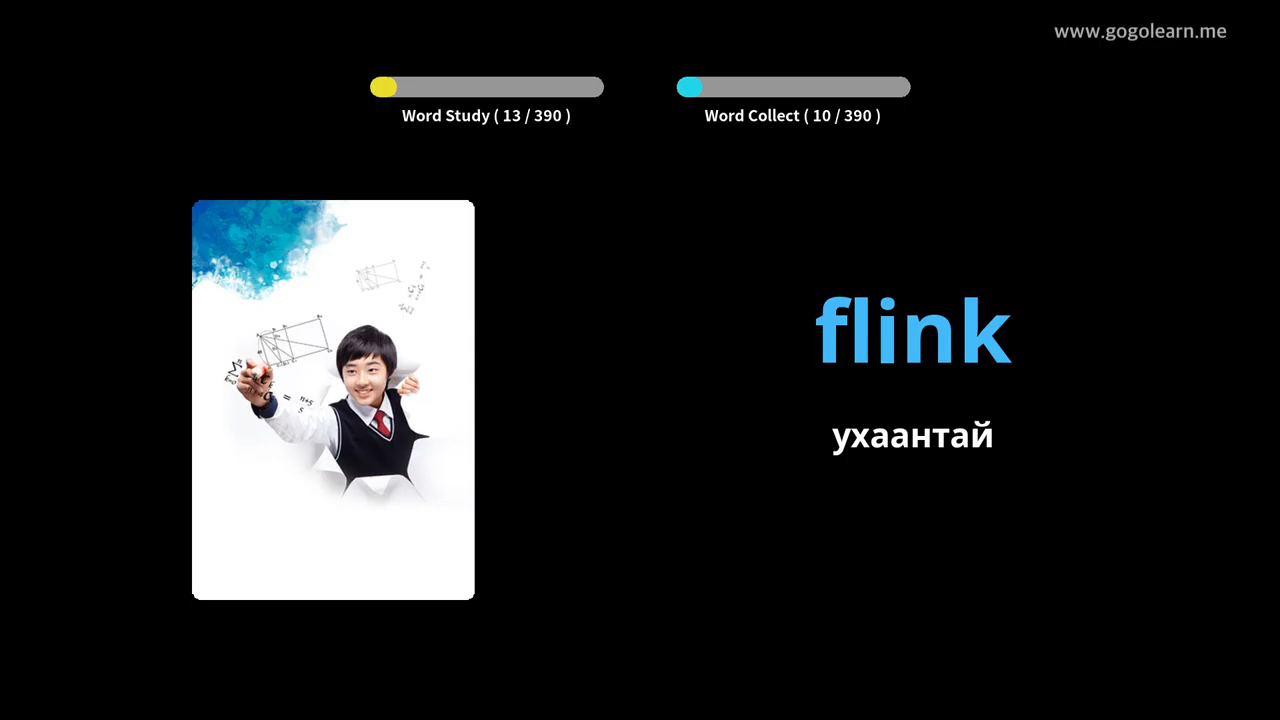 www.gogolearn.me
Word Study ( 13 / 390 )
Word Collect ( 10 / 390 )
flink
ухаантай